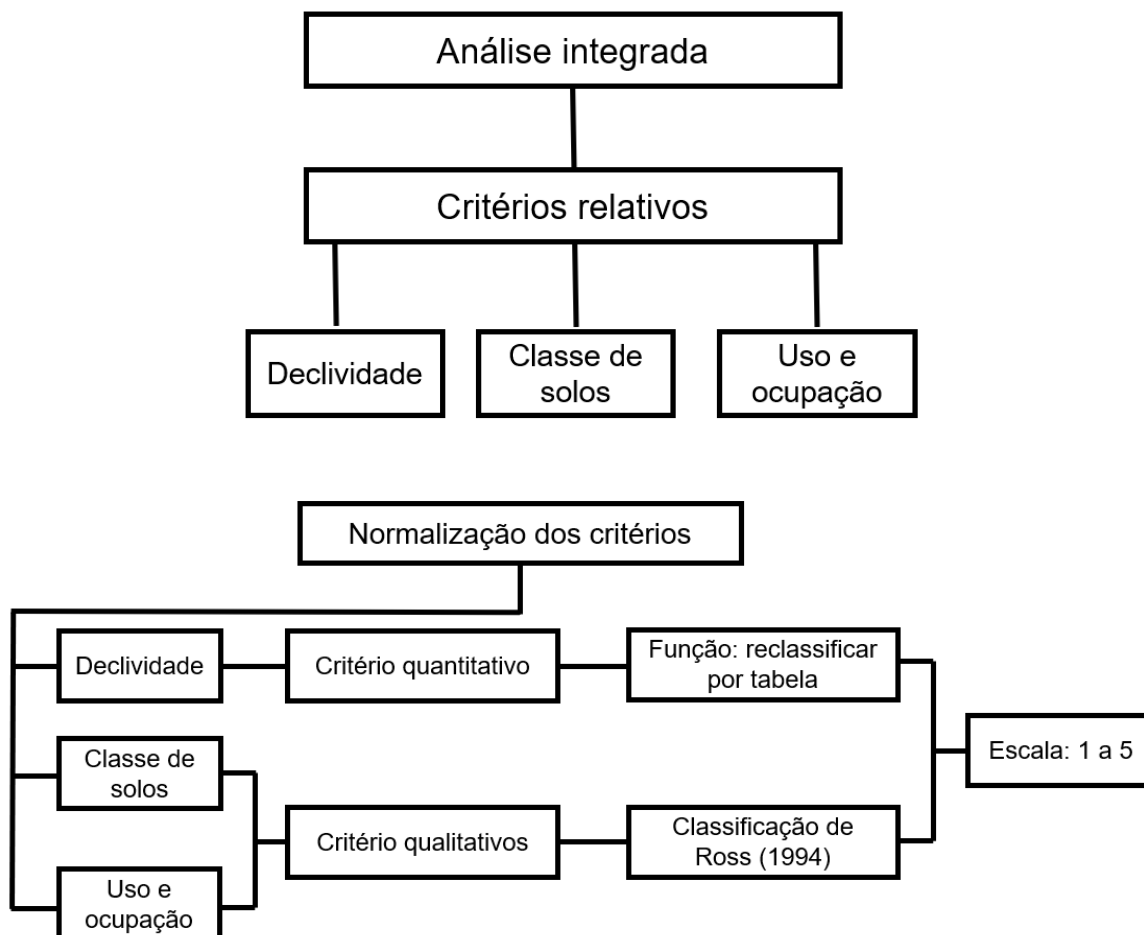 Análise integrada
Critérios relativos
Declividade
Classe de
solos
Uso e
ocupação
Normalização dos critérios
Declividade
Critério quantitativo
Função: reclassificar
por tabela
Escala: 1 a 5
Classe de
solos
Critério qualitativos
Classificação de
Ross (1994)
Uso e
ocupação